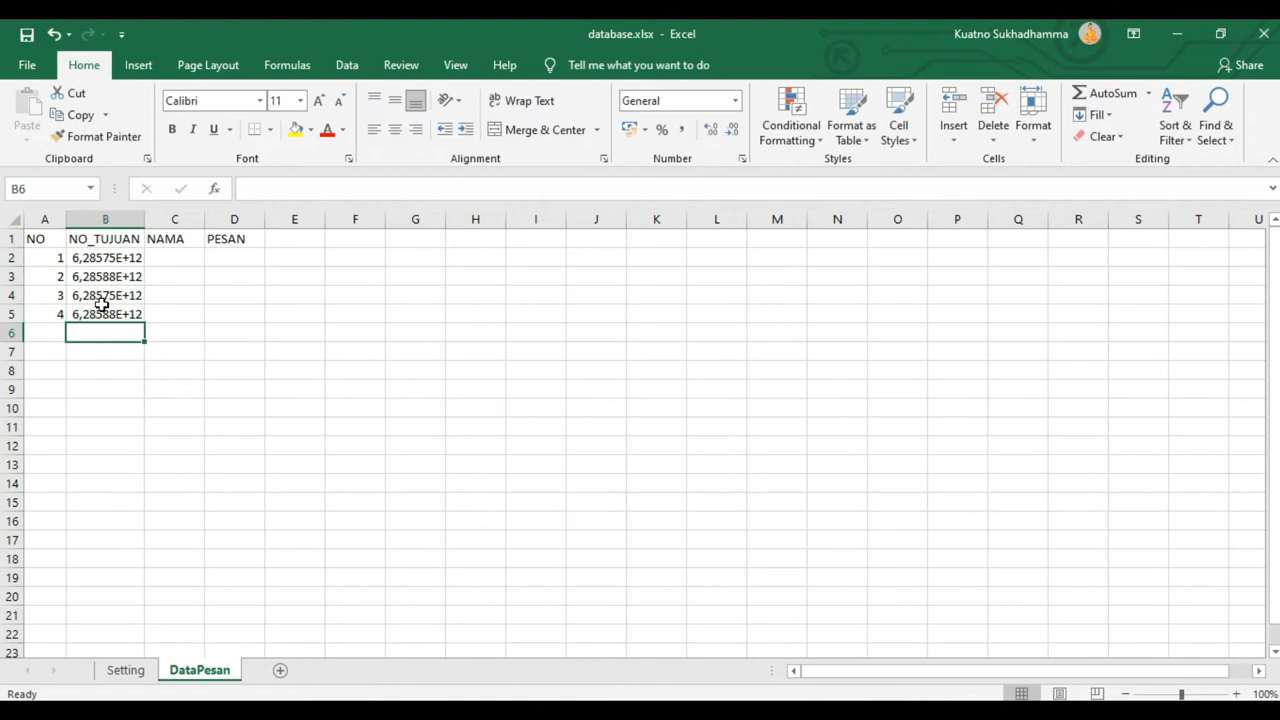 database.xlsx - Excel
Kuatno Sukhadhamma
File Home Insert Page Layout Formulas Data Review View Help Tell me what you want to do Share
Paste
Cut
Copy
Format Painter
Clipboard
Calibri 11
B I U
Font
Wrap Text
Merge & Center
Alignment
General
%
Number
Conditional Formatting
Format as Table
Cell Styles
Styles
Insert
Delete
Format
Cells
AutoSum
Fill
Clear
Sort & Filter
Find & Select
Editing
B6
fx
A B C D E F G H I J K L M N O P Q R S T U
1 NO NO_TUJUAN NAMA PESAN
2 1 6,28575E+12
3 2 6,28588E+12
4 3 6,28575E+12
5 4 6,28588E+12
6
7
8
9
10
11
12
13
14
15
16
17
18
19
20
21
22
23
Setting DataPesan
Ready 100%